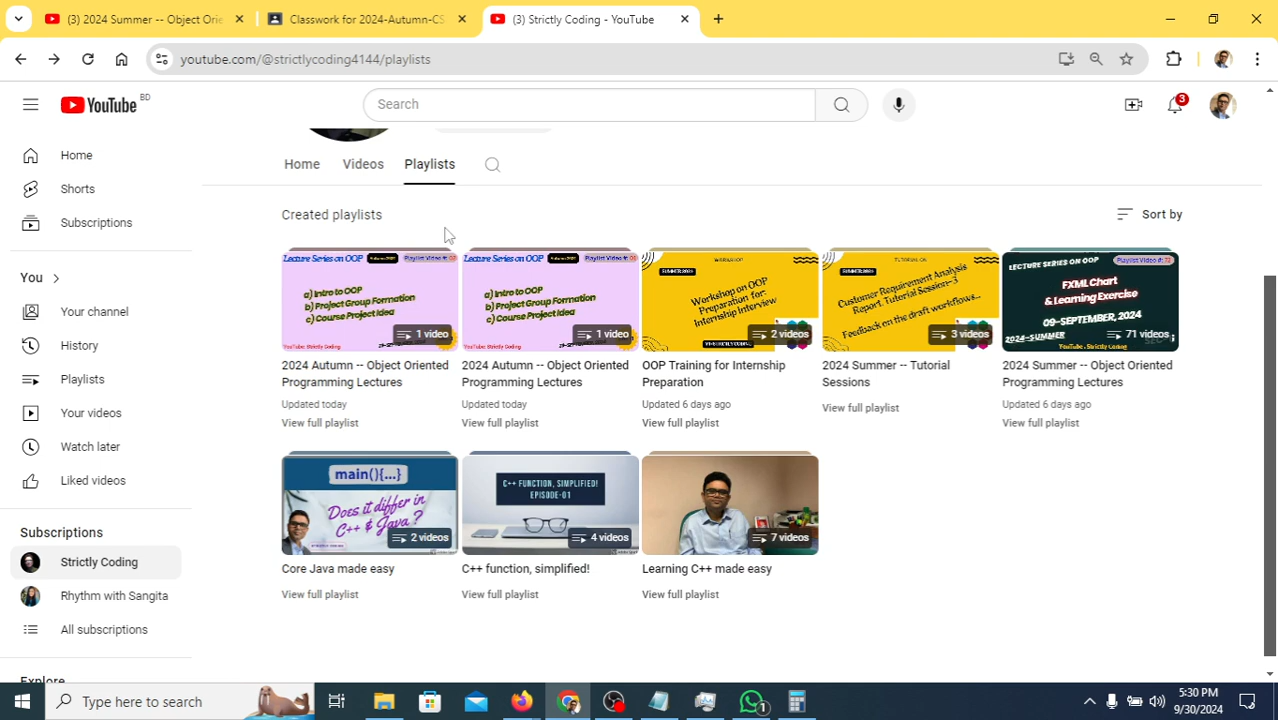 (3) 2024 Summer -- Object Orie
Classwork for 2024-Autumn-CS
(3) Strictly Coding - YouTube
youtube.com/@strictlycoding4144/playlists
YouTube BD
Search
3
Home
Shorts
Subscriptions
You
Your channel
History
Playlists
Your videos
Watch later
Liked videos
Subscriptions
Strictly Coding
Rhythm with Sangita
All subscriptions
Explore
Home
Videos
Playlists
Created playlists
Sort by
Lecture Series on OOP
a) Intro to OOP
b) Project Group Formation
c) Course Project Idea
1 video
2024 Autumn -- Object Oriented
Programming Lectures
Updated today
View full playlist
Lecture Series on OOP
a) Intro to OOP
b) Project Group Formation
c) Course Project Idea
1 video
2024 Autumn -- Object Oriented
Programming Lectures
Updated today
View full playlist
Workshop on OOP
Preparation for
Internship Interview
2 videos
OOP Training for Internship
Preparation
Updated 6 days ago
View full playlist
Customer Requirement Analysis
Report, Tutorial Session-3
Feedback on the draft workflows...
3 videos
2024 Summer -- Tutorial
Sessions
View full playlist
LECTURE SERIES ON OOP
Playlist Video #: 72
FXMLChart
& Learning Exercise
09-SEPTEMBER, 2024
2024-SUMMER
71 videos
2024 Summer -- Object Oriented
Programming Lectures
Updated 6 days ago
View full playlist
main(){...}
Does it differ in
C++ & Java ?
2 videos
Core Java made easy
View full playlist
C++ FUNCTION, SIMPLIFIED!
EPISODE-01
4 videos
C++ function, simplified!
View full playlist
7 videos
Learning C++ made easy
View full playlist
Type here to search
1
5:30 PM
9/30/2024